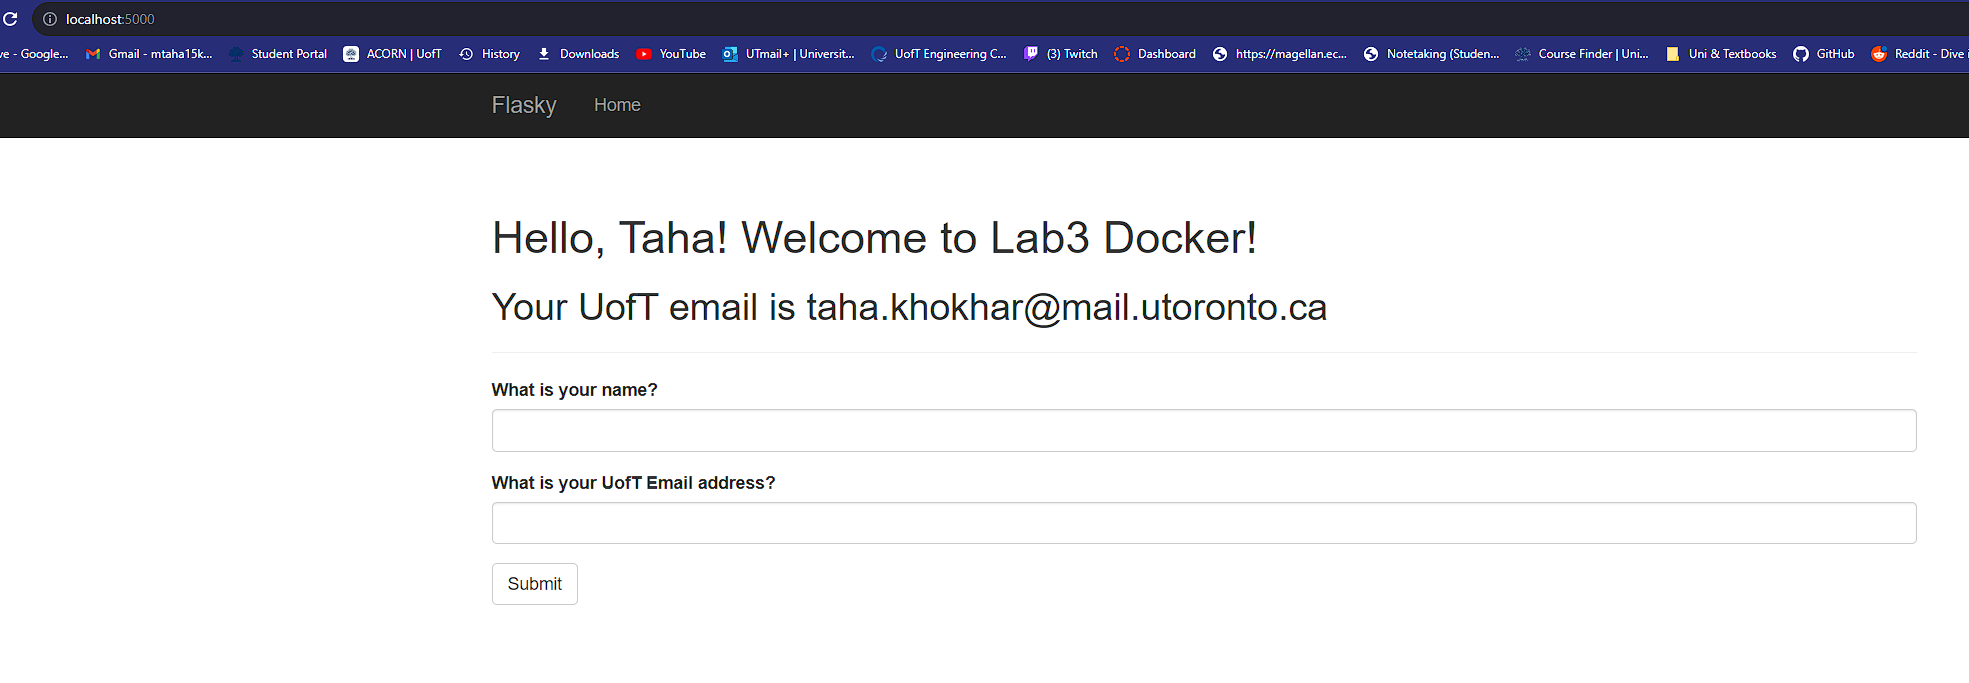 localhost:5000
ve - Google... Gmail - mtaha15k... Student Portal ACORN | UofT History Downloads YouTube UTmail+ | Universit... UofT Engineering C... (3) Twitch Dashboard https://magellan.ec... Notetaking (Studen... Course Finder | Uni... Uni & Textbooks GitHub Reddit - Dive i
Flasky Home
Hello, Taha! Welcome to Lab3 Docker!
Your UofT email is taha.khokhar@mail.utoronto.ca
What is your name?
What is your UofT Email address?
Submit